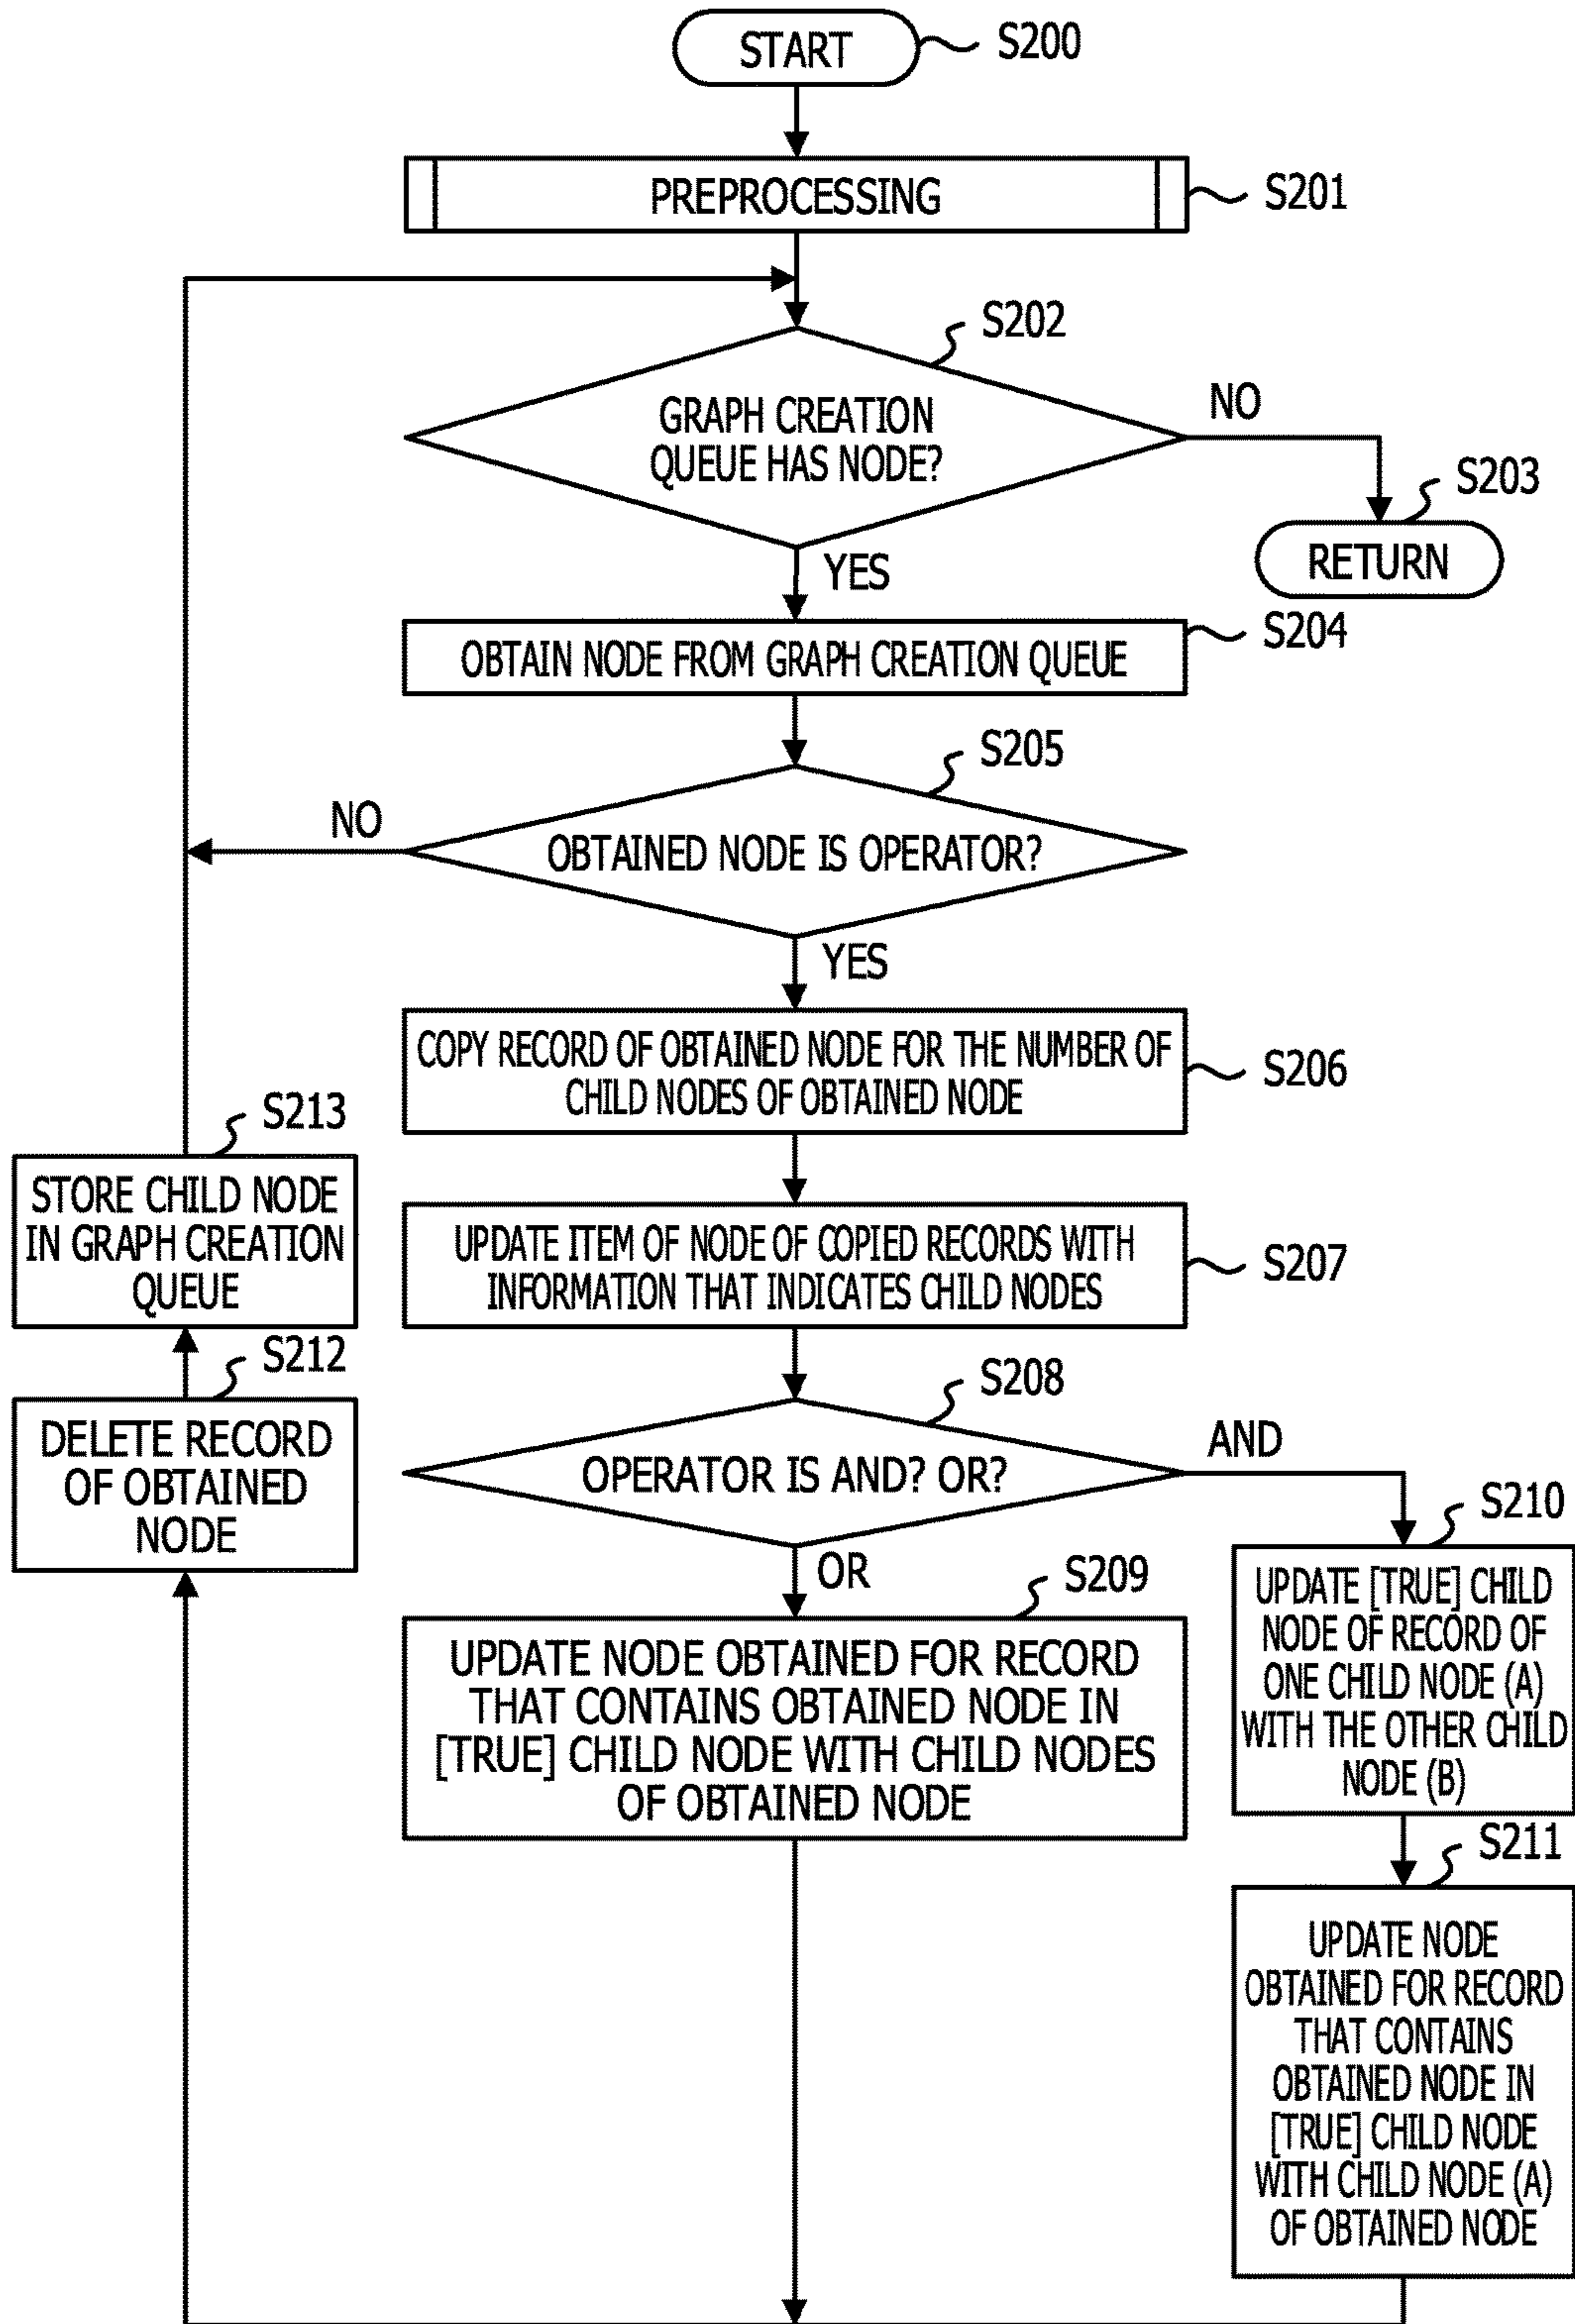 START
S200
PREPROCESSING
S201
S202
GRAPH CREATION
QUEUE HAS NODE?
NO
S203
RETURN
YES
S204
OBTAIN NODE FROM GRAPH CREATION QUEUE
S205
NO
OBTAINED NODE IS OPERATOR?
YES
COPY RECORD OF OBTAINED NODE FOR THE NUMBER OF
CHILD NODES OF OBTAINED NODE
S206
S213
STORE CHILD NODE
IN GRAPH CREATION
QUEUE
UPDATE ITEM OF NODE OF COPIED RECORDS WITH
INFORMATION THAT INDICATES CHILD NODES
S207
S212
DELETE RECORD
OF OBTAINED
NODE
S208
OPERATOR IS AND? OR?
AND
OR
S209
UPDATE NODE OBTAINED FOR RECORD
THAT CONTAINS OBTAINED NODE IN
[TRUE] CHILD NODE WITH CHILD NODES
OF OBTAINED NODE
S210
UPDATE [TRUE] CHILD
NODE OF RECORD OF
ONE CHILD NODE (A)
WITH THE OTHER CHILD
NODE (B)
S211
UPDATE NODE
OBTAINED FOR RECORD
THAT CONTAINS
OBTAINED NODE IN
[TRUE] CHILD NODE
WITH CHILD NODE (A)
OF OBTAINED NODE